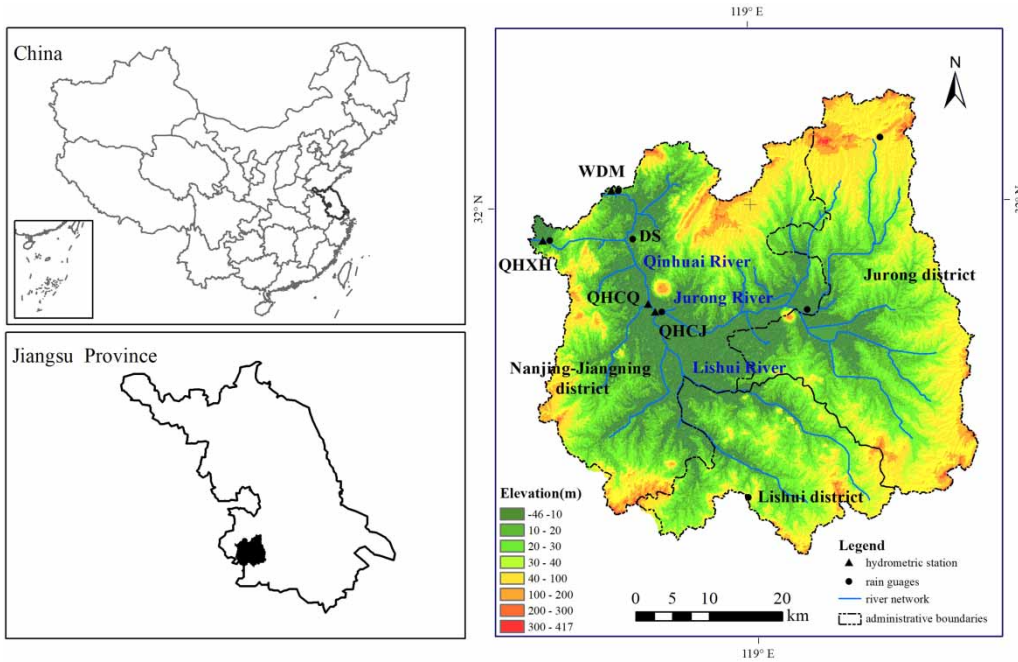 China
Jiangsu Province
119° E
N
32° N
32° N
WDM
DS
QHXH
Qinhuai River
Jurong district
QHCQ
Jurong River
QHCJ
Nanjing-Jiangning
district
Lishui River
Lishui district
Elevation(m)
-46 -10
10 - 20
20 - 30
30 - 40
40 - 100
100 - 200
200 - 300
300 - 417
Legend
hydrometric station
rain guages
river network
administrative boundaries
0 5 10 20
km
119° E